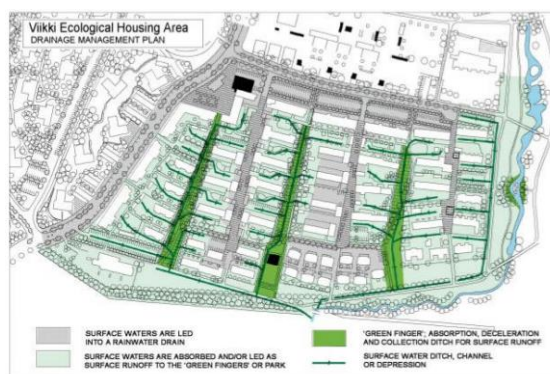 Viikki Ecological Housing Area
DRAINAGE MANAGEMENT PLAN
SURFACE WATERS ARE LED
INTO A RAINWATER DRAIN
SURFACE WATERS ARE ABSORBED AND/OR LED AS
SURFACE RUNOFF TO THE 'GREEN FINGERS' OR PARK
'GREEN FINGER'; ABSORPTION, DECELERATION
AND COLLECTION DITCH FOR SURFACE RUNOFF
SURFACE WATER DITCH, CHANNEL
OR DEPRESSION